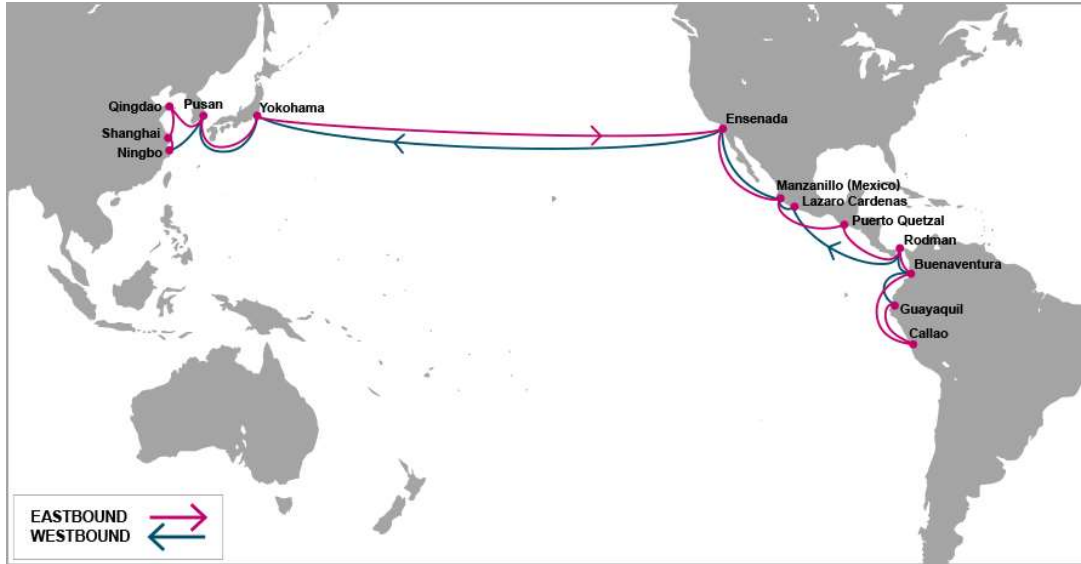 Qingdao
Pusan
Yokohama
Shanghai
Ningbo
Ensenada
Manzanillo (Mexico)
Lazaro Cardenas
Puerto Quetzal
Rodman
Buenaventura
Guayaquil
Callao
EASTBOUND
WESTBOUND